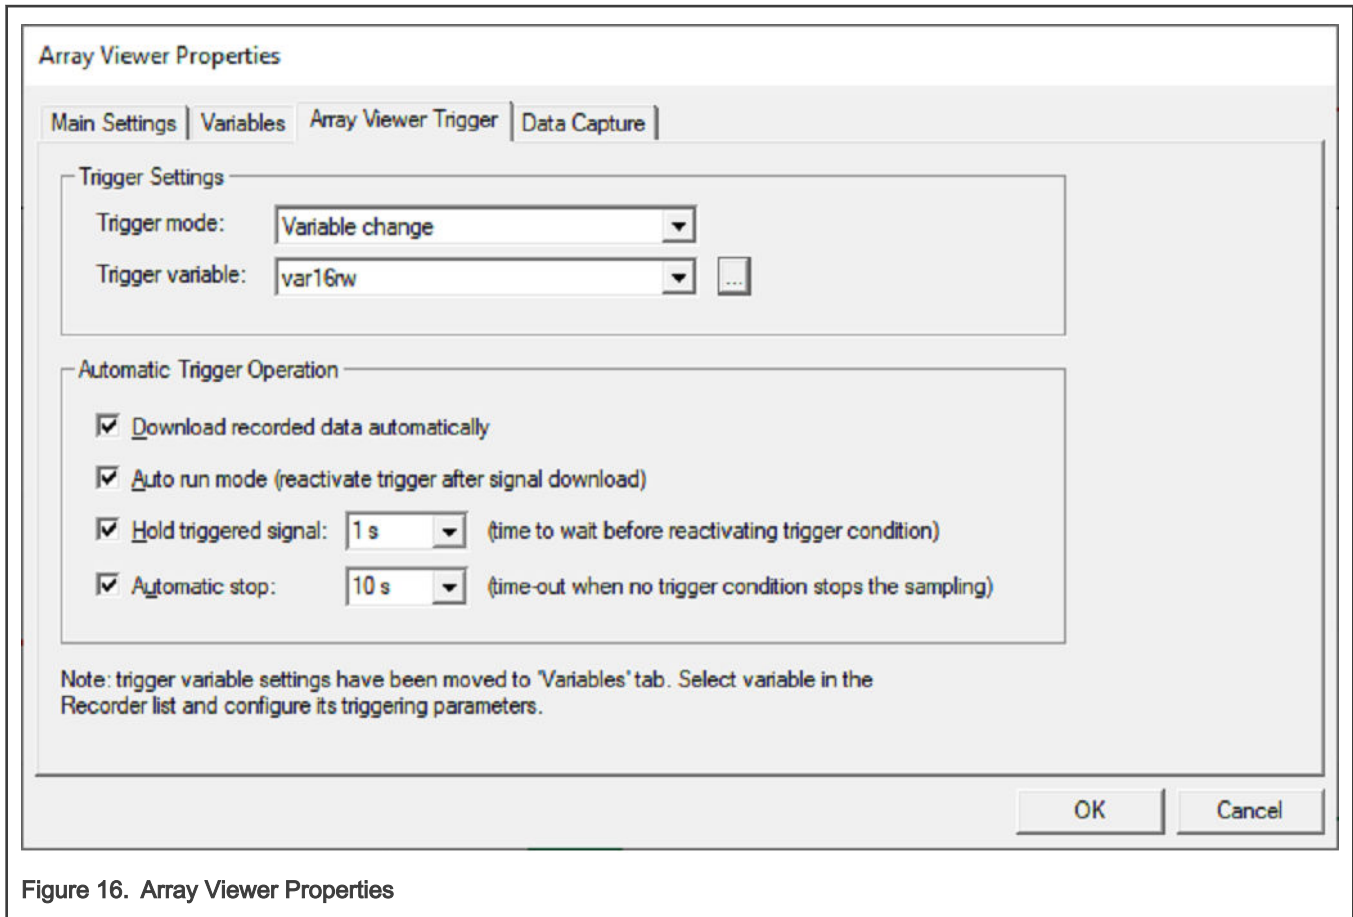 Array Viewer Properties
Main Settings Variables Array Viewer Trigger Data Capture
Trigger Settings
Trigger mode: Variable change
Trigger variable: var16rw ...
Automatic Trigger Operation
Download recorded data automatically
Auto run mode (reactivate trigger after signal download)
Hold triggered signal: 1 s (time to wait before reactivating trigger condition)
Automatic stop: 10 s (time-out when no trigger condition stops the sampling)
Note: trigger variable settings have been moved to 'Variables' tab. Select variable in the
Recorder list and configure its triggering parameters.
OK Cancel
Figure 16. Array Viewer Properties